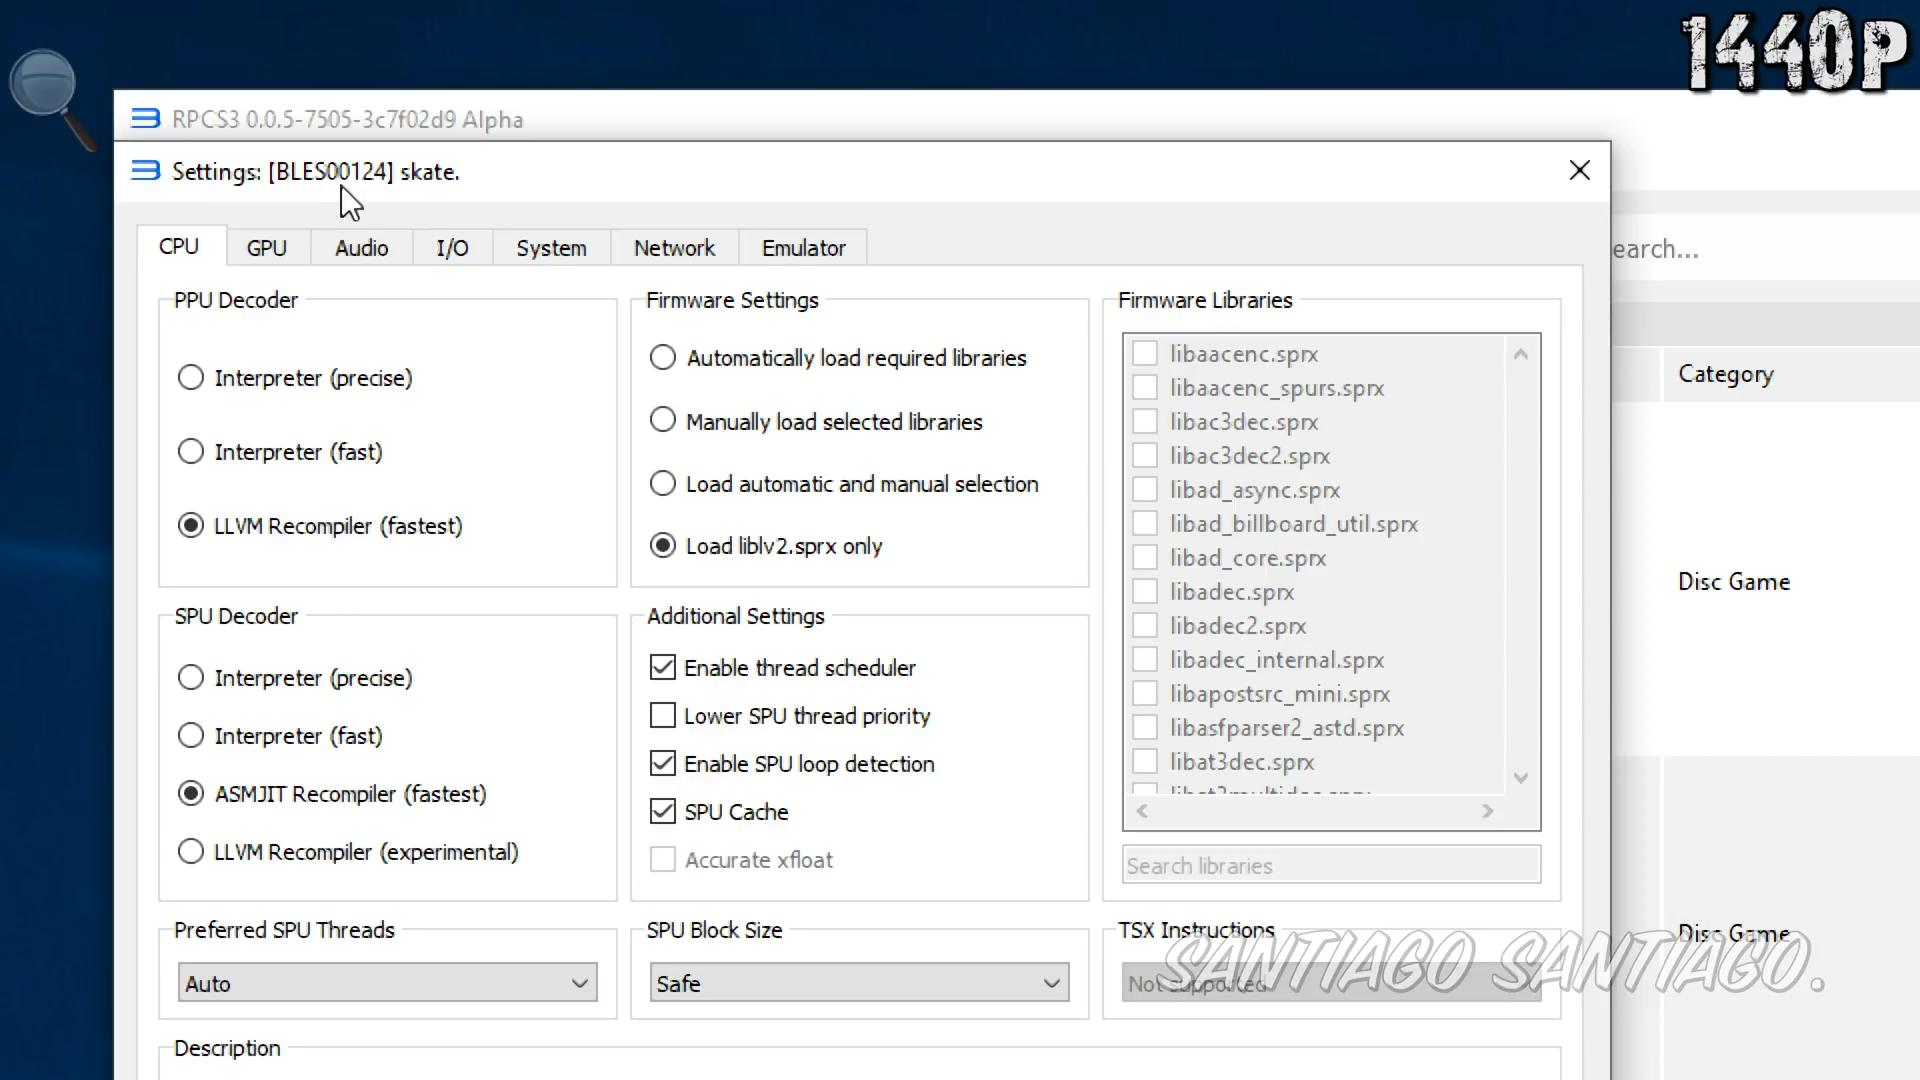 1440P
RPCS3 0.0.5-7505-3c7f02d9 Alpha
Settings: [BLES00124] skate.
CPU
GPU
Audio
I/O
System
Network
Emulator
earch...
Category
PPU Decoder
Interpreter (precise)
Interpreter (fast)
LLVM Recompiler (fastest)
Firmware Settings
Automatically load required libraries
Manually load selected libraries
Load automatic and manual selection
Load liblv2.sprx only
Firmware Libraries
libaacenc.sprx
libaacenc_spurs.sprx
libac3dec.sprx
libac3dec2.sprx
libad_async.sprx
libad_billboard_util.sprx
libad_core.sprx
libadec.sprx
libadec2.sprx
libadec_internal.sprx
libapostsrc_mini.sprx
libasfparser2_astd.sprx
libat3dec.sprx
Search libraries
Disc Game
SPU Decoder
Interpreter (precise)
Interpreter (fast)
ASMJIT Recompiler (fastest)
LLVM Recompiler (experimental)
Additional Settings
Enable thread scheduler
Lower SPU thread priority
Enable SPU loop detection
SPU Cache
Accurate xfloat
Preferred SPU Threads
Auto
SPU Block Size
Safe
TSX Instructions
Not supported
Disc Game
SANTIAGO SANTIAGO.
Description